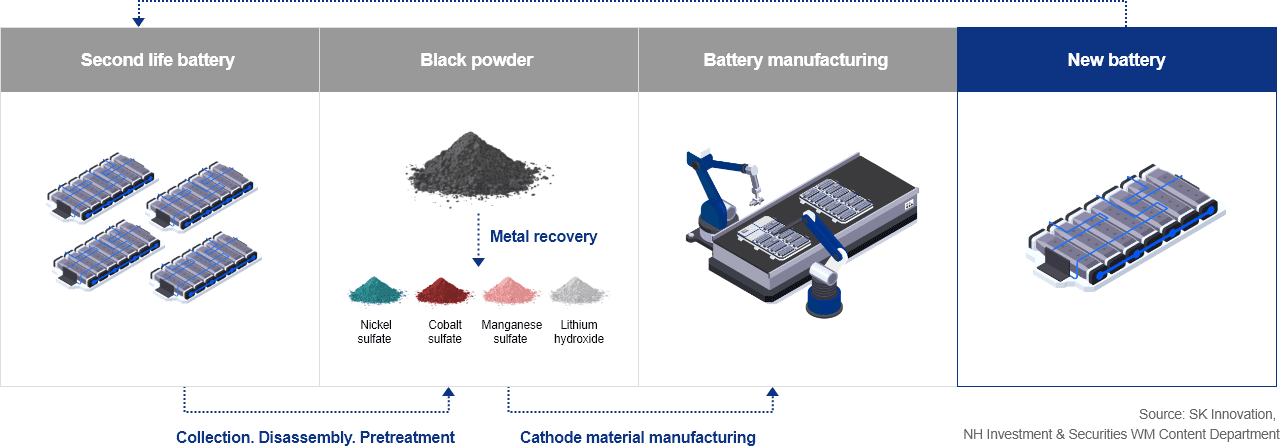 Second life battery
Black powder
Battery manufacturing
New battery
Metal recovery
Nickel
sulfate
Cobalt
sulfate
Manganese
sulfate
Lithium
hydroxide
Collection. Disassembly. Pretreatment
Cathode material manufacturing
Source: SK Innovation,
NH Investment & Securities WM Content Department